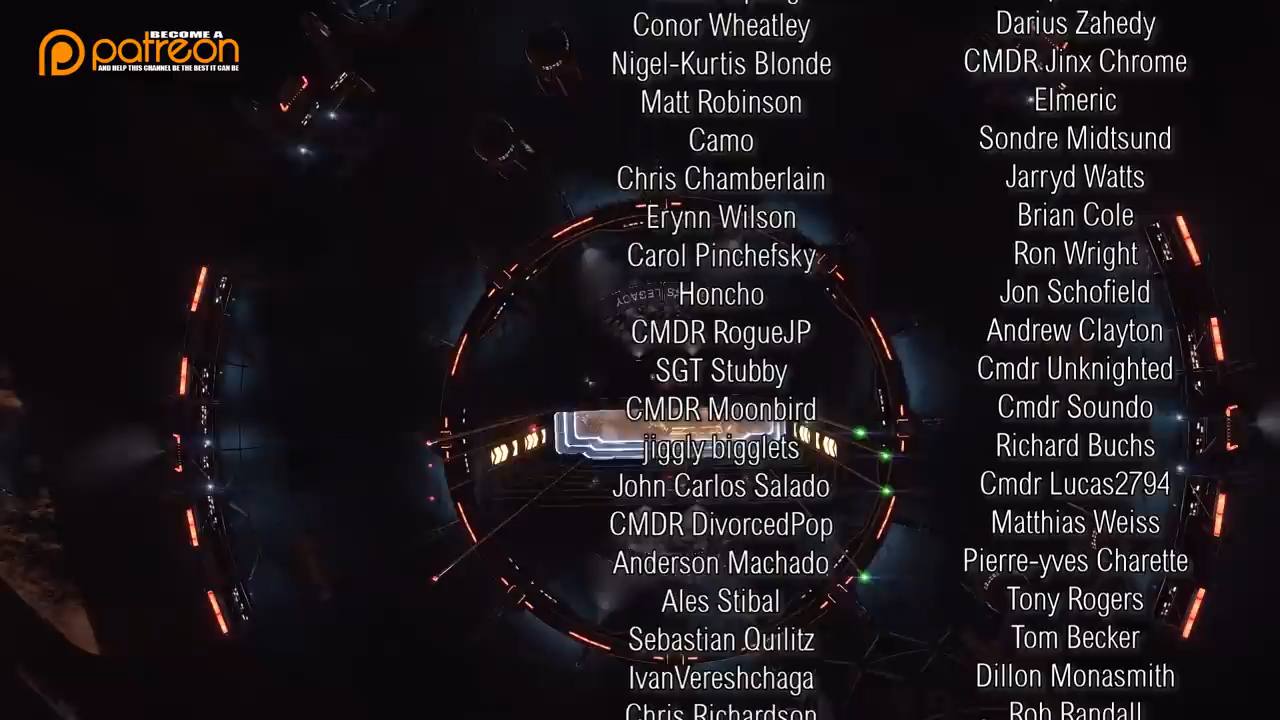 BECOME A
patreon
AND HELP THIS CHANNEL BE THE BEST IT CAN BE
Conor Wheatley
Nigel-Kurtis Blonde
Matt Robinson
Camo
Chris Chamberlain
Erynn Wilson
Carol Pinchefsky
Honcho
CMDR RogueJP
SGT Stubby
CMDR Moonbird
jiggly bigglets
John Carlos Salado
CMDR DivorcedPop
Anderson Machado
Ales Stibal
Sebastian Quilitz
IvanVereshchaga
Chris Richardson
Darius Zahedy
CMDR Jinx Chrome
Elmeric
Sondre Midtsund
Jarryd Watts
Brian Cole
Ron Wright
Jon Schofield
Andrew Clayton
Cmdr Unknighted
Cmdr Soundo
Richard Buchs
Cmdr Lucas2794
Matthias Weiss
Pierre-yves Charette
Tony Rogers
Tom Becker
Dillon Monasmith
Rob Randall
LEGACY